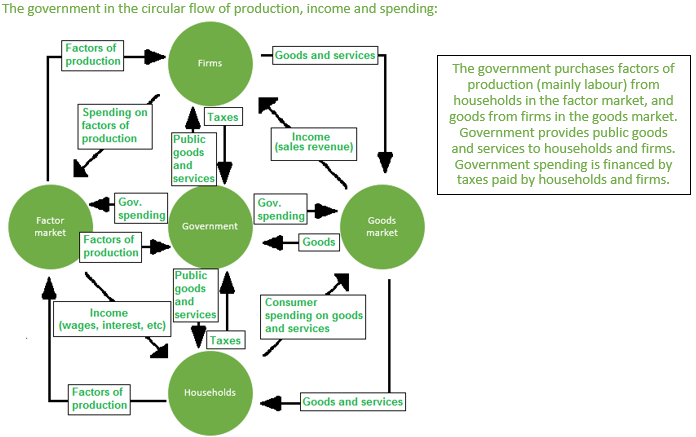 The government in the circular flow of production, income and spending:
Factors of
production
Firms
Goods and services
The government purchases factors of
production (mainly labour) from
households in the factor market, and
goods from firms in the goods market.
Government provides public goods
and services to households and firms.
Government spending is financed by
taxes paid by households and firms.
Spending on
factors of
production
Taxes
Public
goods
and
services
Income
(sales revenue)
Factor
market
Gov.
spending
Government
Gov.
spending
Goods
market
Factors of
production
Goods
Public
goods
and
services
Income
(wages, interest, etc)
Consumer
spending on goods
and services
Taxes
Factors of
production
Households
Goods and services